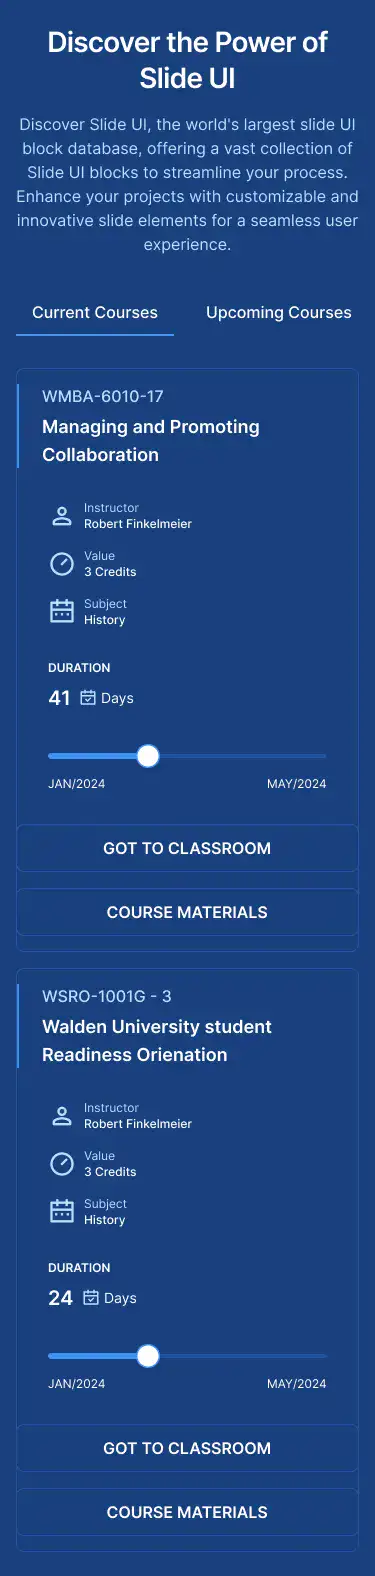 Discover the Power of
Slide UI
Discover Slide UI, the world's largest slide UI
block database, offering a vast collection of
Slide UI blocks to streamline your process.
Enhance your projects with customizable and
innovative slide elements for a seamless user
experience.
Current Courses
Upcoming Courses
WMBA-6010-17
Managing and Promoting
Collaboration
Instructor
Robert Finkelmeier
Value
3 Credits
Subject
History
DURATION
41 Days
JAN/2024
MAY/2024
GOT TO CLASSROOM
COURSE MATERIALS
WSRO-1001G - 3
Walden University student
Readiness Orienation
Instructor
Robert Finkelmeier
Value
3 Credits
Subject
History
DURATION
24 Days
JAN/2024
MAY/2024
GOT TO CLASSROOM
COURSE MATERIALS